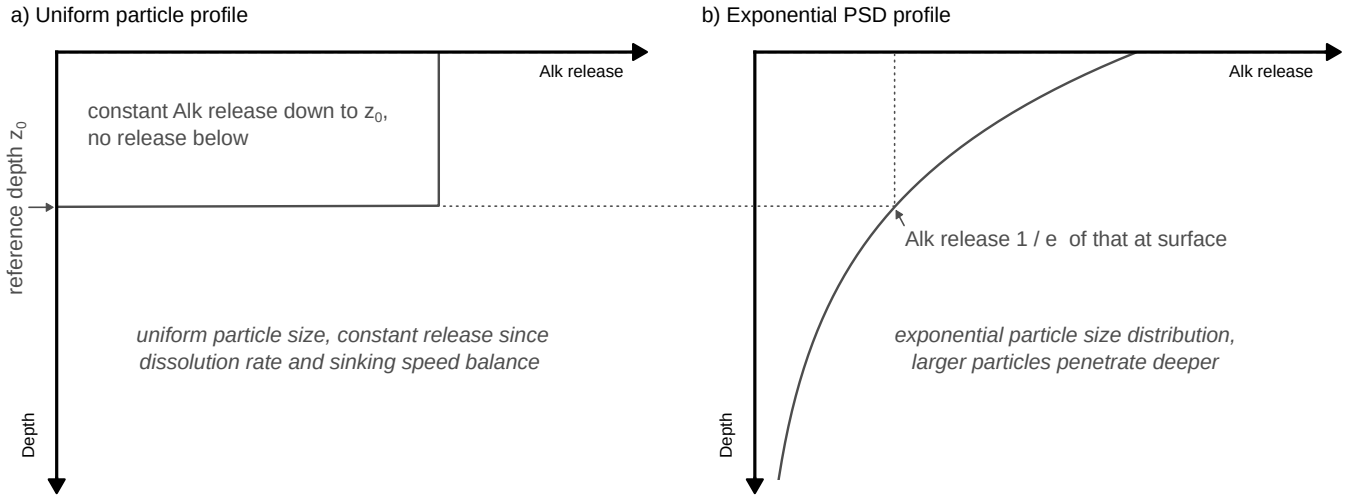 a) Uniform particle profile
Alk release
constant Alk release down to z₀,
no release below
reference depth z₀
uniform particle size, constant release since
dissolution rate and sinking speed balance
Depth
b) Exponential PSD profile
Alk release
Alk release 1 / e  of that at surface
exponential particle size distribution,
larger particles penetrate deeper
Depth